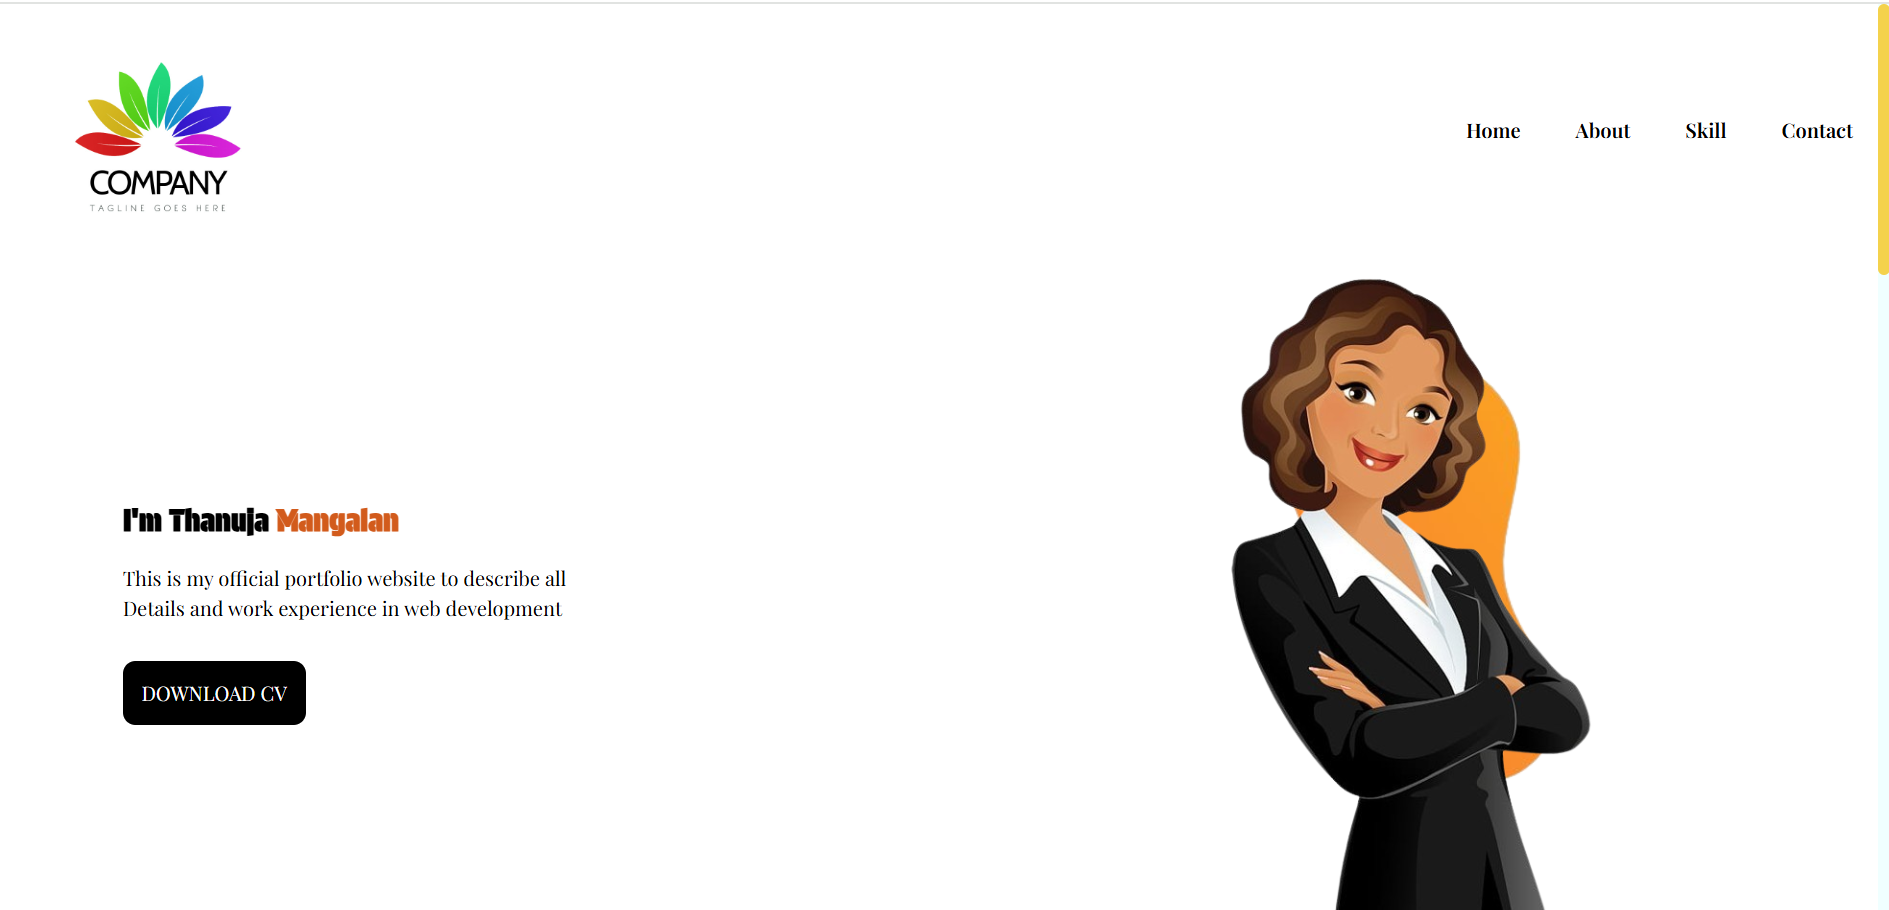 COMPANY
TAGLINE GOES HERE
Home About Skill Contact
I'm Thanuja Mangalan
This is my official portfolio website to describe all
Details and work experience in web development
DOWNLOAD CV